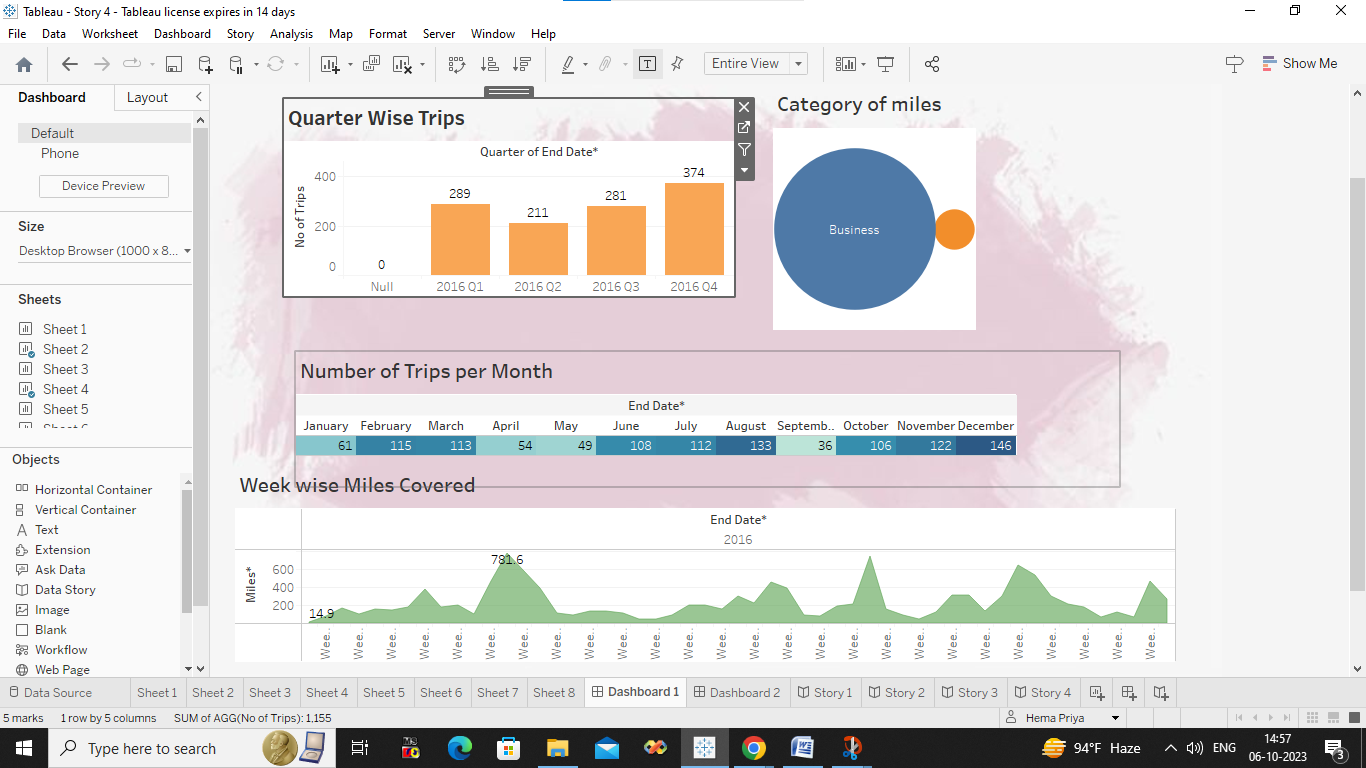 Tableau - Story 4 - Tableau license expires in 14 days
File Data Worksheet Dashboard Story Analysis Map Format Server Window Help
Entire View
Show Me
Dashboard Layout
Default
Phone
Device Preview
Size
Desktop Browser (1000 x 8...
Sheets
Sheet 1
Sheet 2
Sheet 3
Sheet 4
Sheet 5
Objects
Horizontal Container
Vertical Container
Text
Extension
Ask Data
Data Story
Image
Blank
Workflow
Web Page
Quarter Wise Trips
Quarter of End Date*
No of Trips
400
200
0
0
289
211
281
374
Null 2016 Q1 2016 Q2 2016 Q3 2016 Q4
Category of miles
Business
Number of Trips per Month
End Date*
January February March April May June July August Septemb.. October November December
61 115 113 54 49 108 112 133 36 106 122 146
Week wise Miles Covered
End Date*
2016
Miles*
600
400
200
781.6
14.9
Wee.. Wee.. Wee.. Wee.. Wee.. Wee.. Wee.. Wee.. Wee.. Wee.. Wee.. Wee.. Wee.. Wee.. Wee.. Wee.. Wee.. Wee.. Wee.. Wee.. Wee.. Wee.. Wee.. Wee.. Wee.. Wee..
Data Source Sheet 1 Sheet 2 Sheet 3 Sheet 4 Sheet 5 Sheet 6 Sheet 7 Sheet 8 Dashboard 1 Dashboard 2 Story 1 Story 2 Story 3 Story 4
5 marks 1 row by 5 columns SUM of AGG(No of Trips): 1,155 Hema Priya
Type here to search
94°F Haze ENG
14:57
06-10-2023
3